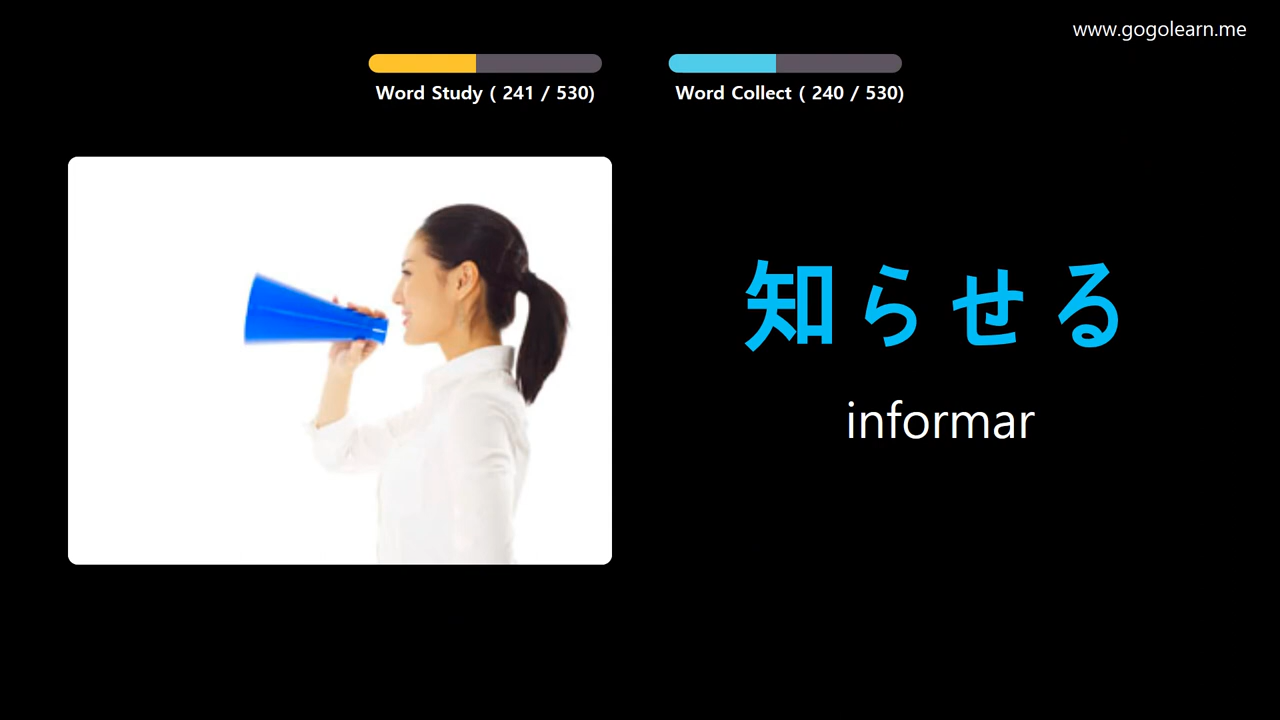 www.gogolearn.me
Word Study ( 241 / 530)
Word Collect ( 240 / 530)
知らせる
informar